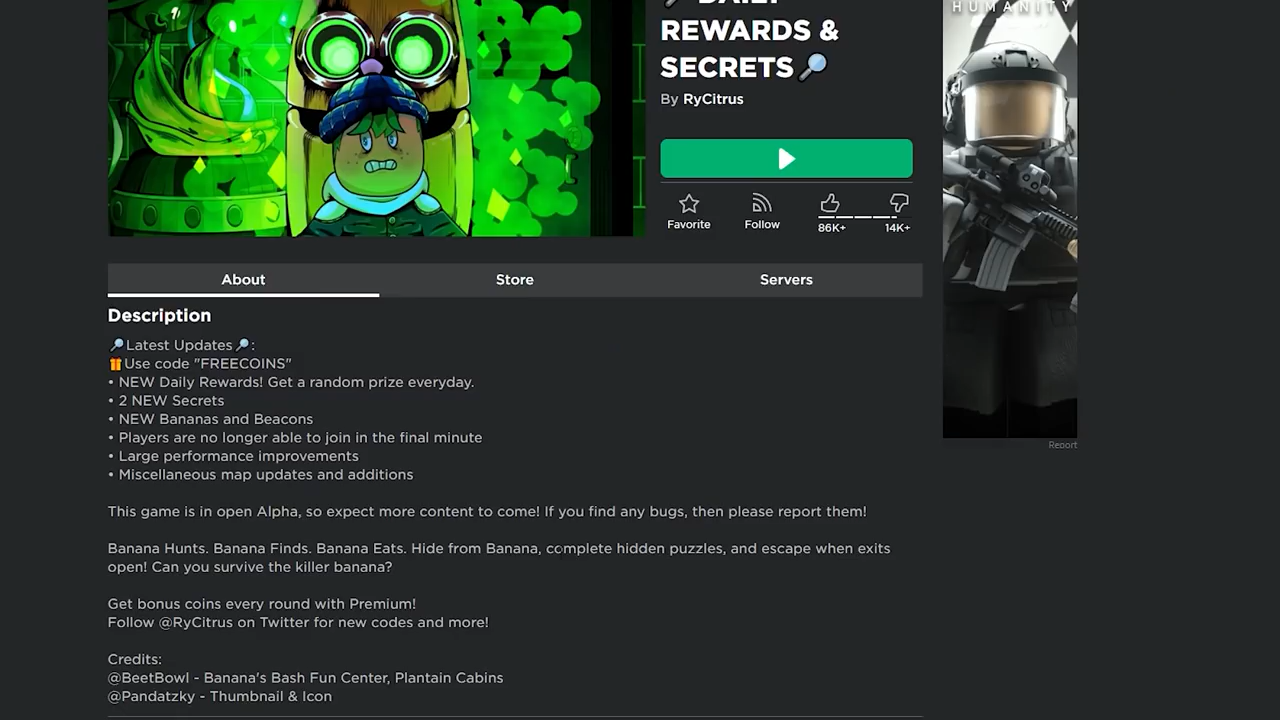 HUMANITY
DAILY
REWARDS &
SECRETS
By RyCitrus
Favorite
Follow
86K+
14K+
About
Store
Servers
Description
🔎Latest Updates🔎:
🎁Use code "FREECOINS"
• NEW Daily Rewards! Get a random prize everyday.
• 2 NEW Secrets
• NEW Bananas and Beacons
• Players are no longer able to join in the final minute
• Large performance improvements
• Miscellaneous map updates and additions
Report
This game is in open Alpha, so expect more content to come! If you find any bugs, then please report them!
Banana Hunts. Banana Finds. Banana Eats. Hide from Banana, complete hidden puzzles, and escape when exits
open! Can you survive the killer banana?
Get bonus coins every round with Premium!
Follow @RyCitrus on Twitter for new codes and more!
Credits:
@BeetBowl - Banana's Bash Fun Center, Plantain Cabins
@Pandatzky - Thumbnail & Icon